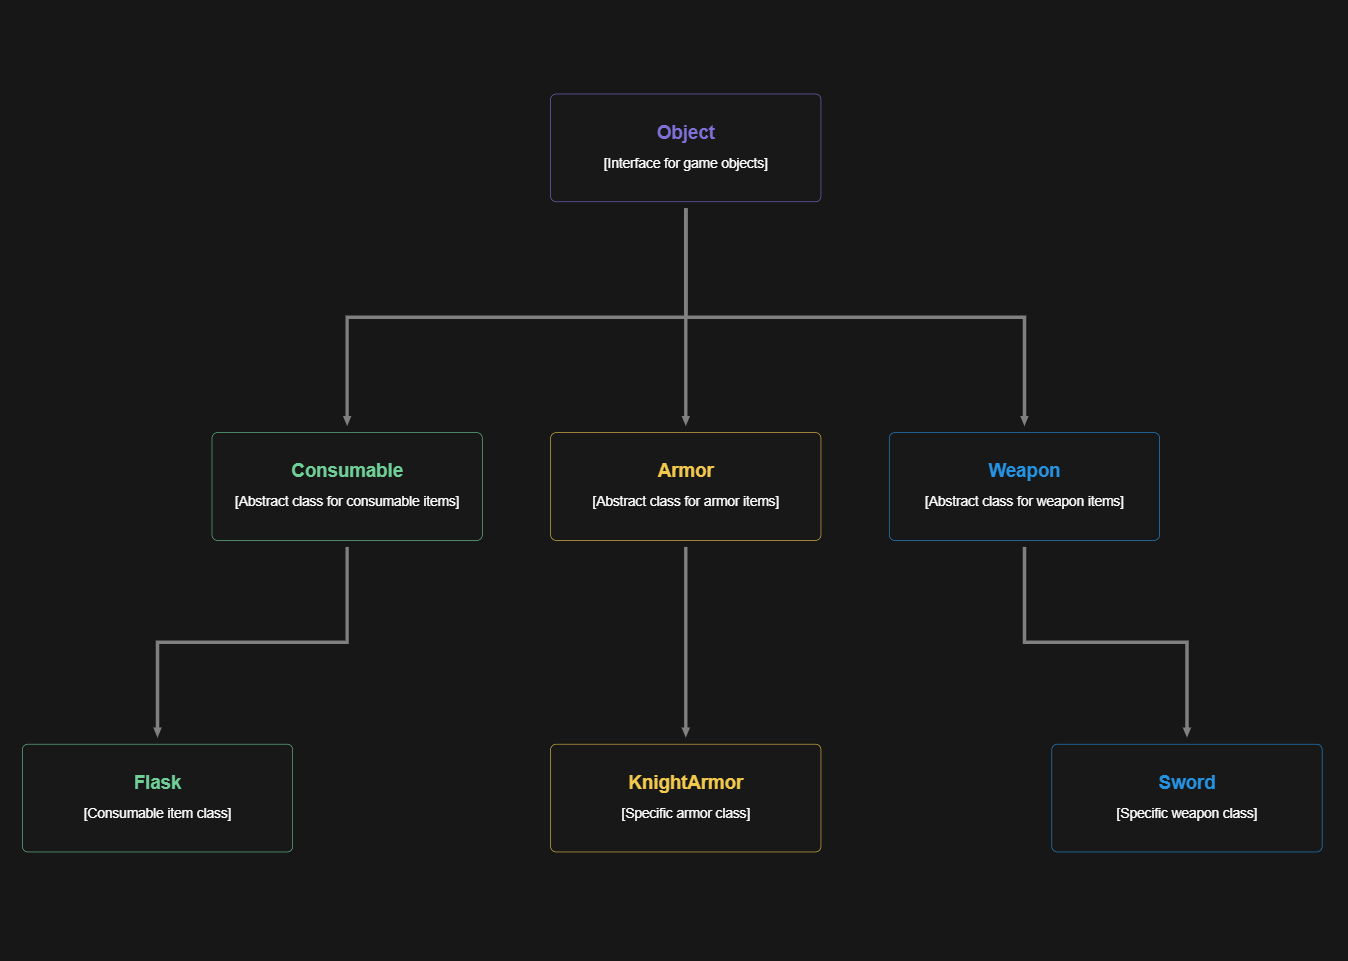 Object
[Interface for game objects]
Consumable
[Abstract class for consumable items]
Armor
[Abstract class for armor items]
Weapon
[Abstract class for weapon items]
Flask
[Consumable item class]
KnightArmor
[Specific armor class]
Sword
[Specific weapon class]